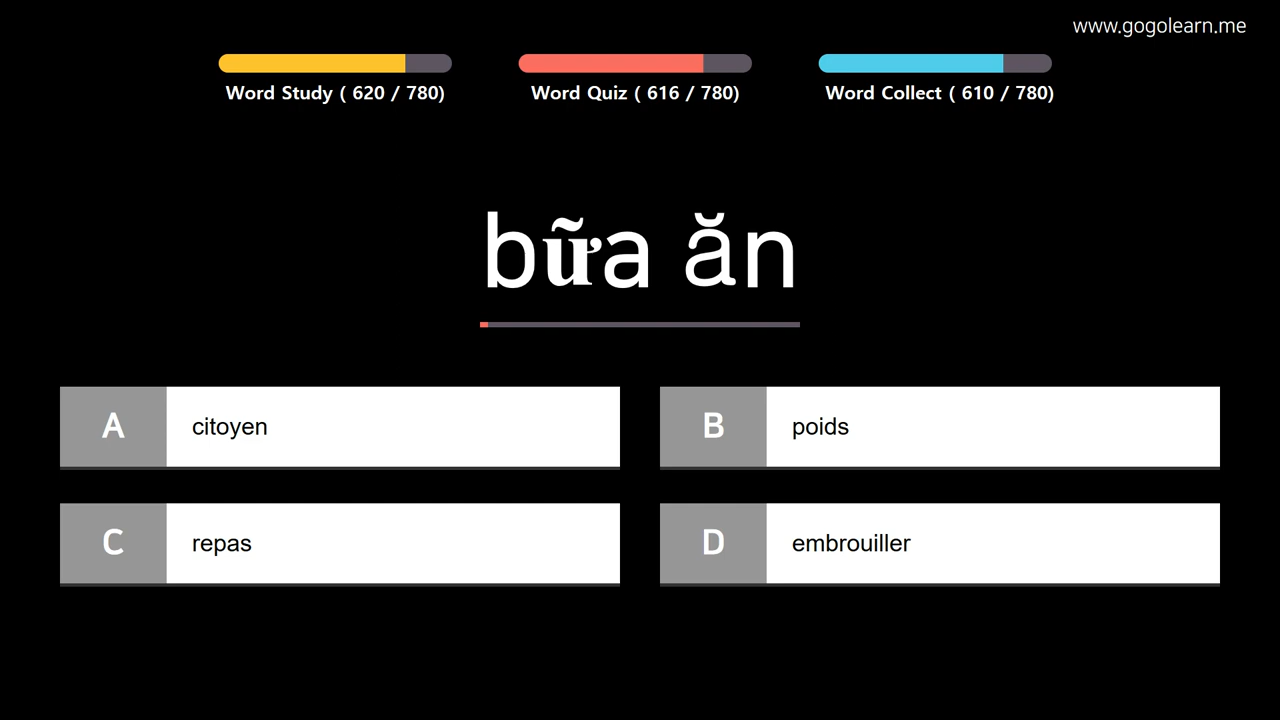 www.gogolearn.me
Word Study ( 620 / 780)
Word Quiz ( 616 / 780)
Word Collect ( 610 / 780)
bữa ăn
A citoyen
B poids
C repas
D embrouiller